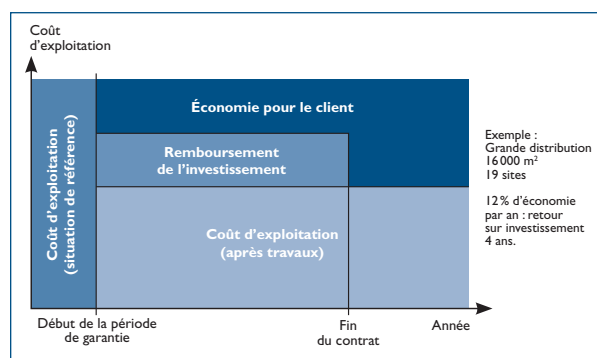 Coût
d'exploitation
Coût d'exploitation
(situation de référence)
Économie pour le client
Remboursement
de l'investissement
Coût d'exploitation
(après travaux)
Exemple :
Grande distribution
16 000 m²
19 sites
12 % d'économie
par an : retour
sur investissement
4 ans.
Début de la période
de garantie
Fin
du contrat
Année